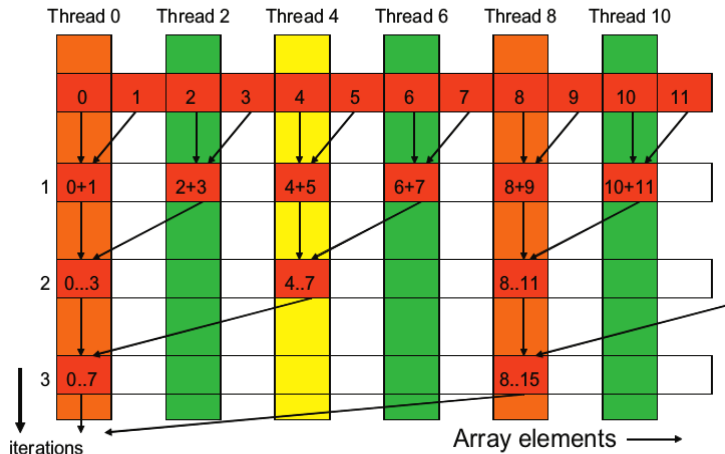 Thread 0 Thread 2 Thread 4 Thread 6 Thread 8 Thread 10
0 1 2 3 4 5 6 7 8 9 10 11
1 0+1 2+3 4+5 6+7 8+9 10+11
2 0...3 4..7 8..11
3 0..7 8..15
iterations Array elements